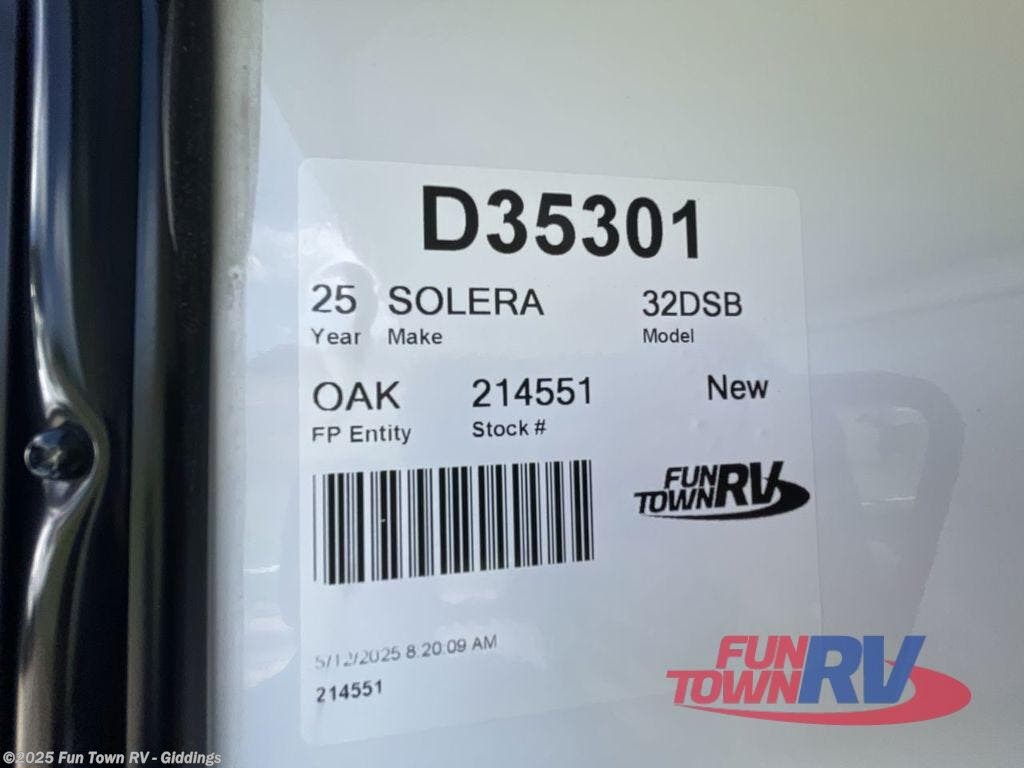 D35301
25 SOLERA 32DSB
Year Make Model
OAK 214551 New
FP Entity Stock #
FUN TOWN RV
5/12/2025 8:20:09 AM
214551
FUN TOWN RV
©2025 Fun Town RV - Giddings